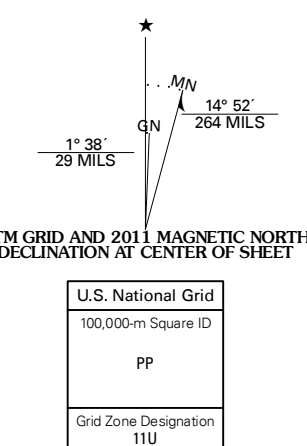 ★
MN
GN
14° 52´
264 MILS
1° 38´
29 MILS
TM GRID AND 2011 MAGNETIC NORTH
DECLINATION AT CENTER OF SHEET
U.S. National Grid
100,000-m Square ID
PP
Grid Zone Designation
11U